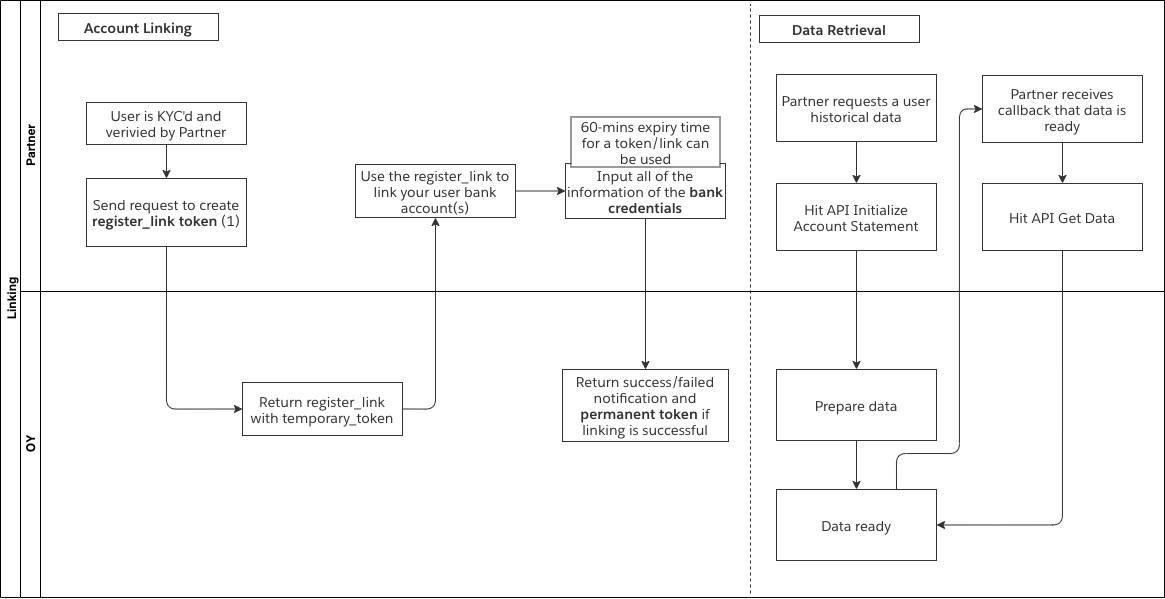 Account Linking
Data Retrieval
Linking
Partner
OY
User is KYC'd and
verivied by Partner
Send request to create
register_link token (1)
Return register_link
with temporary_token
Use the register_link to
link your user bank
account(s)
60-mins expiry time
for a token/link can
be used
Input all of the
information of the bank
credentials
Return success/failed
notification and
permanent token if
linking is successful
Partner requests a user
historical data
Hit API Initialize
Account Statement
Prepare data
Data ready
Partner receives
callback that data is
ready
Hit API Get Data